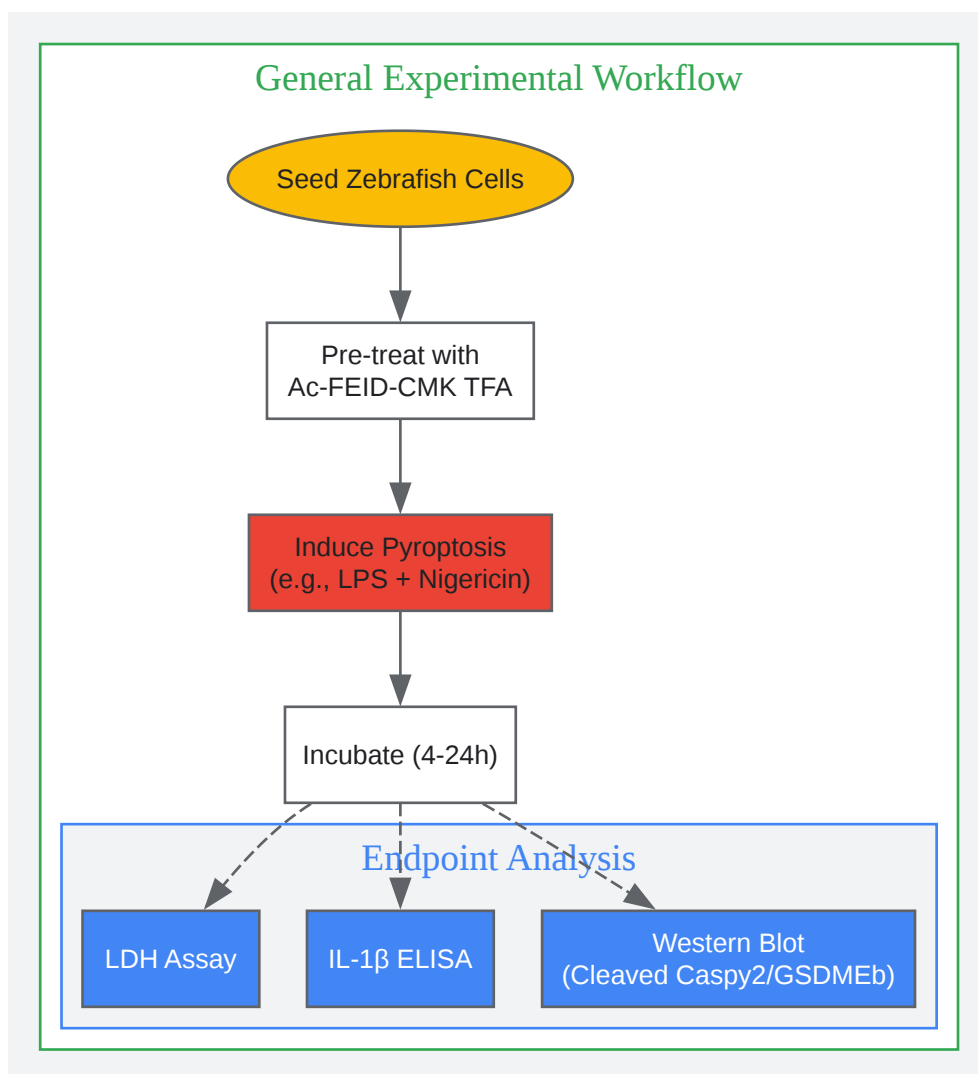 General Experimental Workflow
Seed Zebrafish Cells
Pre-treat with
Ac-FEID-CMK TFA
Induce Pyroptosis
(e.g., LPS + Nigericin)
Incubate (4-24h)
Endpoint Analysis
LDH Assay
IL-1β ELISA
Western Blot
(Cleaved Caspy2/GSDMEb)